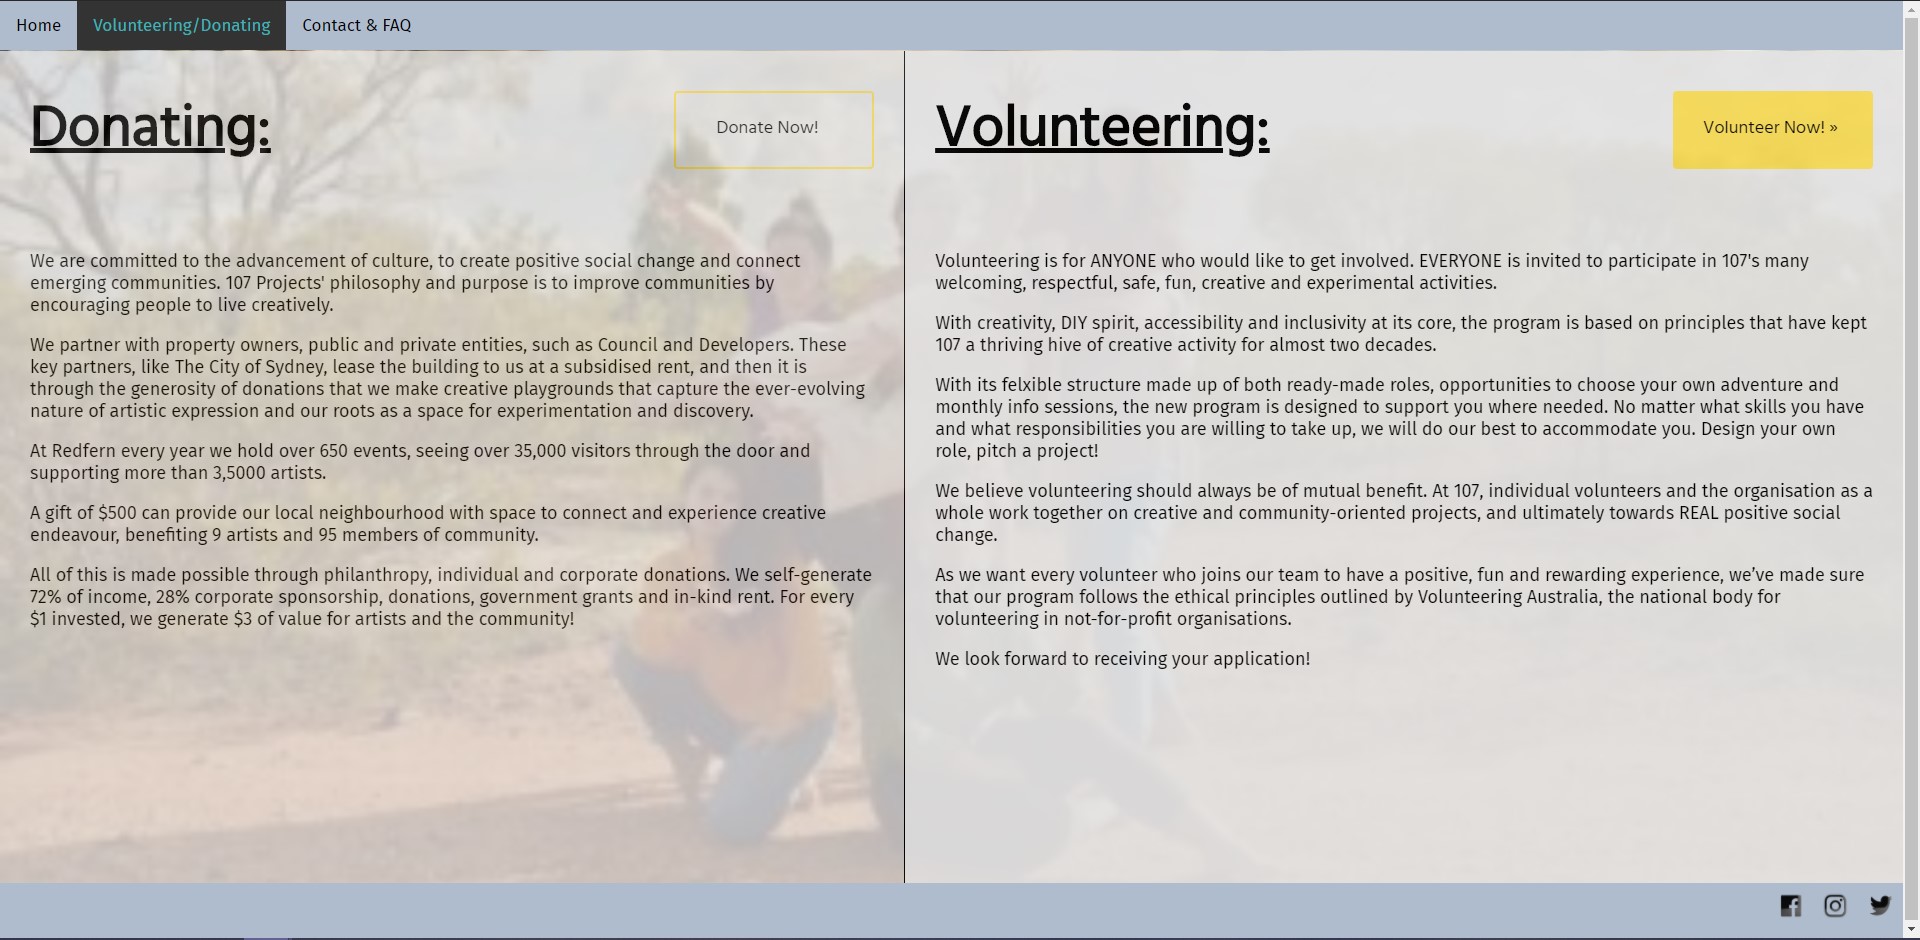 Home
Volunteering/Donating
Contact & FAQ
Donating:
Donate Now!
We are committed to the advancement of culture, to create positive social change and connect
emerging communities. 107 Projects' philosophy and purpose is to improve communities by
encouraging people to live creatively.
We partner with property owners, public and private entities, such as Council and Developers. These
key partners, like The City of Sydney, lease the building to us at a subsidised rent, and then it is
through the generosity of donations that we make creative playgrounds that capture the ever-evolving
nature of artistic expression and our roots as a space for experimentation and discovery.
At Redfern every year we hold over 650 events, seeing over 35,000 visitors through the door and
supporting more than 3,5000 artists.
A gift of $500 can provide our local neighbourhood with space to connect and experience creative
endeavour, benefiting 9 artists and 95 members of community.
All of this is made possible through philanthropy, individual and corporate donations. We self-generate
72% of income, 28% corporate sponsorship, donations, government grants and in-kind rent. For every
$1 invested, we generate $3 of value for artists and the community!
Volunteering:
Volunteer Now! »
Volunteering is for ANYONE who would like to get involved. EVERYONE is invited to participate in 107's many
welcoming, respectful, safe, fun, creative and experimental activities.
With creativity, DIY spirit, accessibility and inclusivity at its core, the program is based on principles that have kept
107 a thriving hive of creative activity for almost two decades.
With its felxible structure made up of both ready-made roles, opportunities to choose your own adventure and
monthly info sessions, the new program is designed to support you where needed. No matter what skills you have
and what responsibilities you are willing to take up, we will do our best to accommodate you. Design your own
role, pitch a project!
We believe volunteering should always be of mutual benefit. At 107, individual volunteers and the organisation as a
whole work together on creative and community-oriented projects, and ultimately towards REAL positive social
change.
As we want every volunteer who joins our team to have a positive, fun and rewarding experience, we’ve made sure
that our program follows the ethical principles outlined by Volunteering Australia, the national body for
volunteering in not-for-profit organisations.
We look forward to receiving your application!